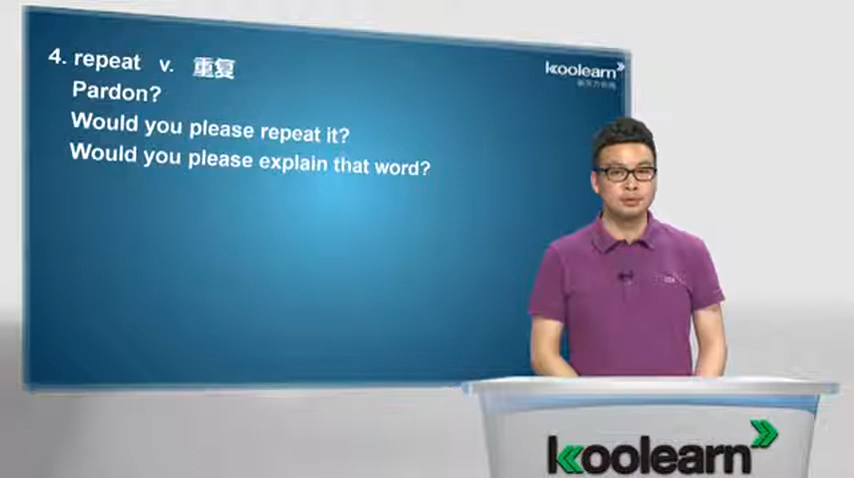 4. repeat v. 重复
Pardon?
Would you please repeat it?
Would you please explain that word?
koolearn
koolearn